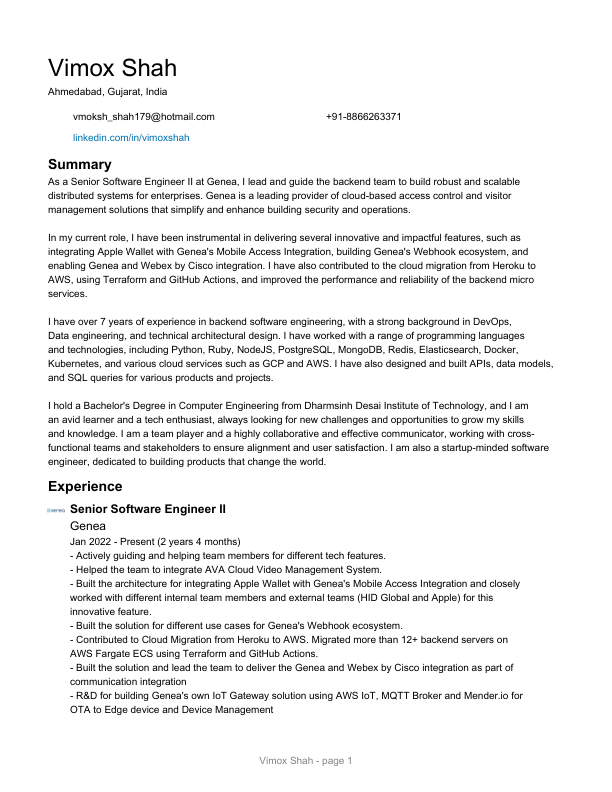 Vimox Shah
Ahmedabad, Gujarat, India
vmoksh_shah179@hotmail.com
+91-8866263371
linkedin.com/in/vimoxshah
Summary
As a Senior Software Engineer II at Genea, I lead and guide the backend team to build robust and scalable
distributed systems for enterprises. Genea is a leading provider of cloud-based access control and visitor
management solutions that simplify and enhance building security and operations.
In my current role, I have been instrumental in delivering several innovative and impactful features, such as
integrating Apple Wallet with Genea's Mobile Access Integration, building Genea's Webhook ecosystem, and
enabling Genea and Webex by Cisco integration. I have also contributed to the cloud migration from Heroku to
AWS, using Terraform and GitHub Actions, and improved the performance and reliability of the backend micro
services.
I have over 7 years of experience in backend software engineering, with a strong background in DevOps,
Data engineering, and technical architectural design. I have worked with a range of programming languages
and technologies, including Python, Ruby, NodeJS, PostgreSQL, MongoDB, Redis, Elasticsearch, Docker,
Kubernetes, and various cloud services such as GCP and AWS. I have also designed and built APIs, data models,
and SQL queries for various products and projects.
I hold a Bachelor's Degree in Computer Engineering from Dharmsinh Desai Institute of Technology, and I am
an avid learner and a tech enthusiast, always looking for new challenges and opportunities to grow my skills
and knowledge. I am a team player and a highly collaborative and effective communicator, working with cross-
functional teams and stakeholders to ensure alignment and user satisfaction. I am also a startup-minded software
engineer, dedicated to building products that change the world.
Experience
Senior Software Engineer II
Genea
Jan 2022 - Present (2 years 4 months)
- Actively guiding and helping team members for different tech features.
- Helped the team to integrate AVA Cloud Video Management System.
- Built the architecture for integrating Apple Wallet with Genea's Mobile Access Integration and closely
worked with different internal team members and external teams (HID Global and Apple) for this
innovative feature.
- Built the solution for different use cases for Genea's Webhook ecosystem.
- Contributed to Cloud Migration from Heroku to AWS. Migrated more than 12+ backend servers on
AWS Fargate ECS using Terraform and GitHub Actions.
- Built the solution and lead the team to deliver the Genea and Webex by Cisco integration as part of
communication integration
- R&D for building Genea's own IoT Gateway solution using AWS IoT, MQTT Broker and Mender.io for
OTA to Edge device and Device Management
Vimox Shah - page 1